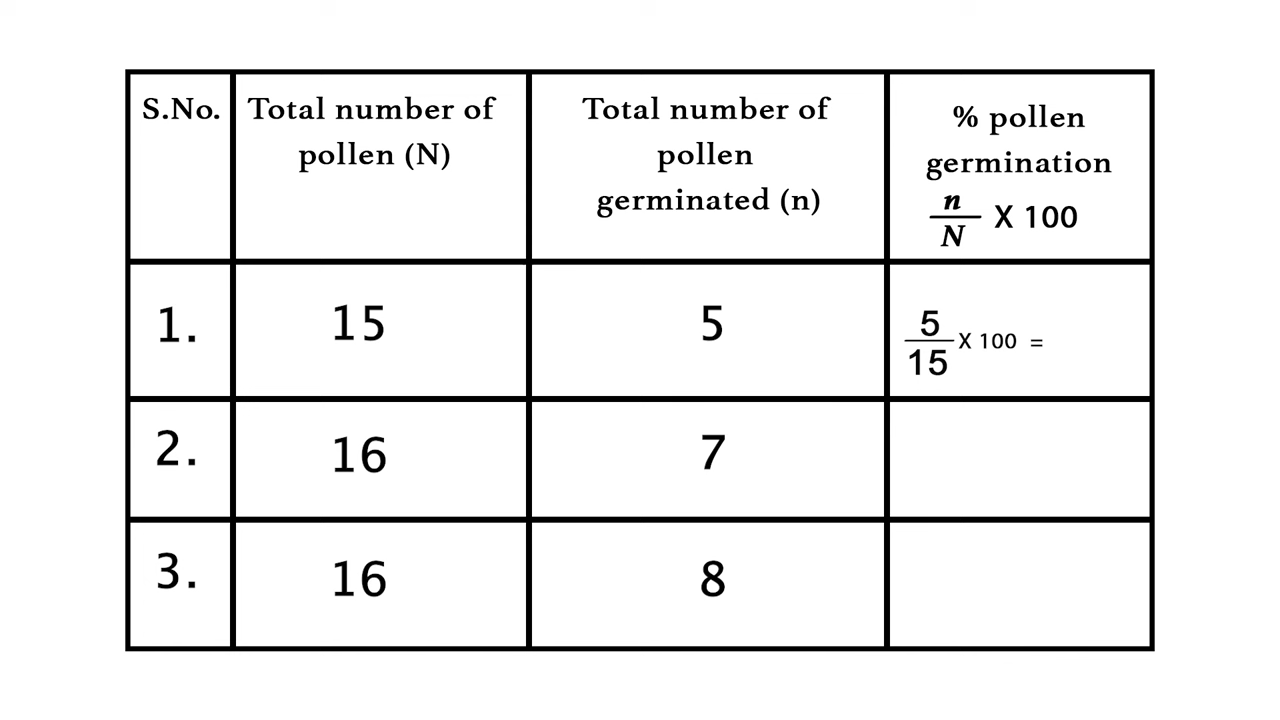 S.No.
Total number of
pollen (N)
Total number of
pollen
germinated (n)
% pollen
germination
n
N
X 100
1.
15
5
5
15
X 100 =
2.
16
7
3.
16
8